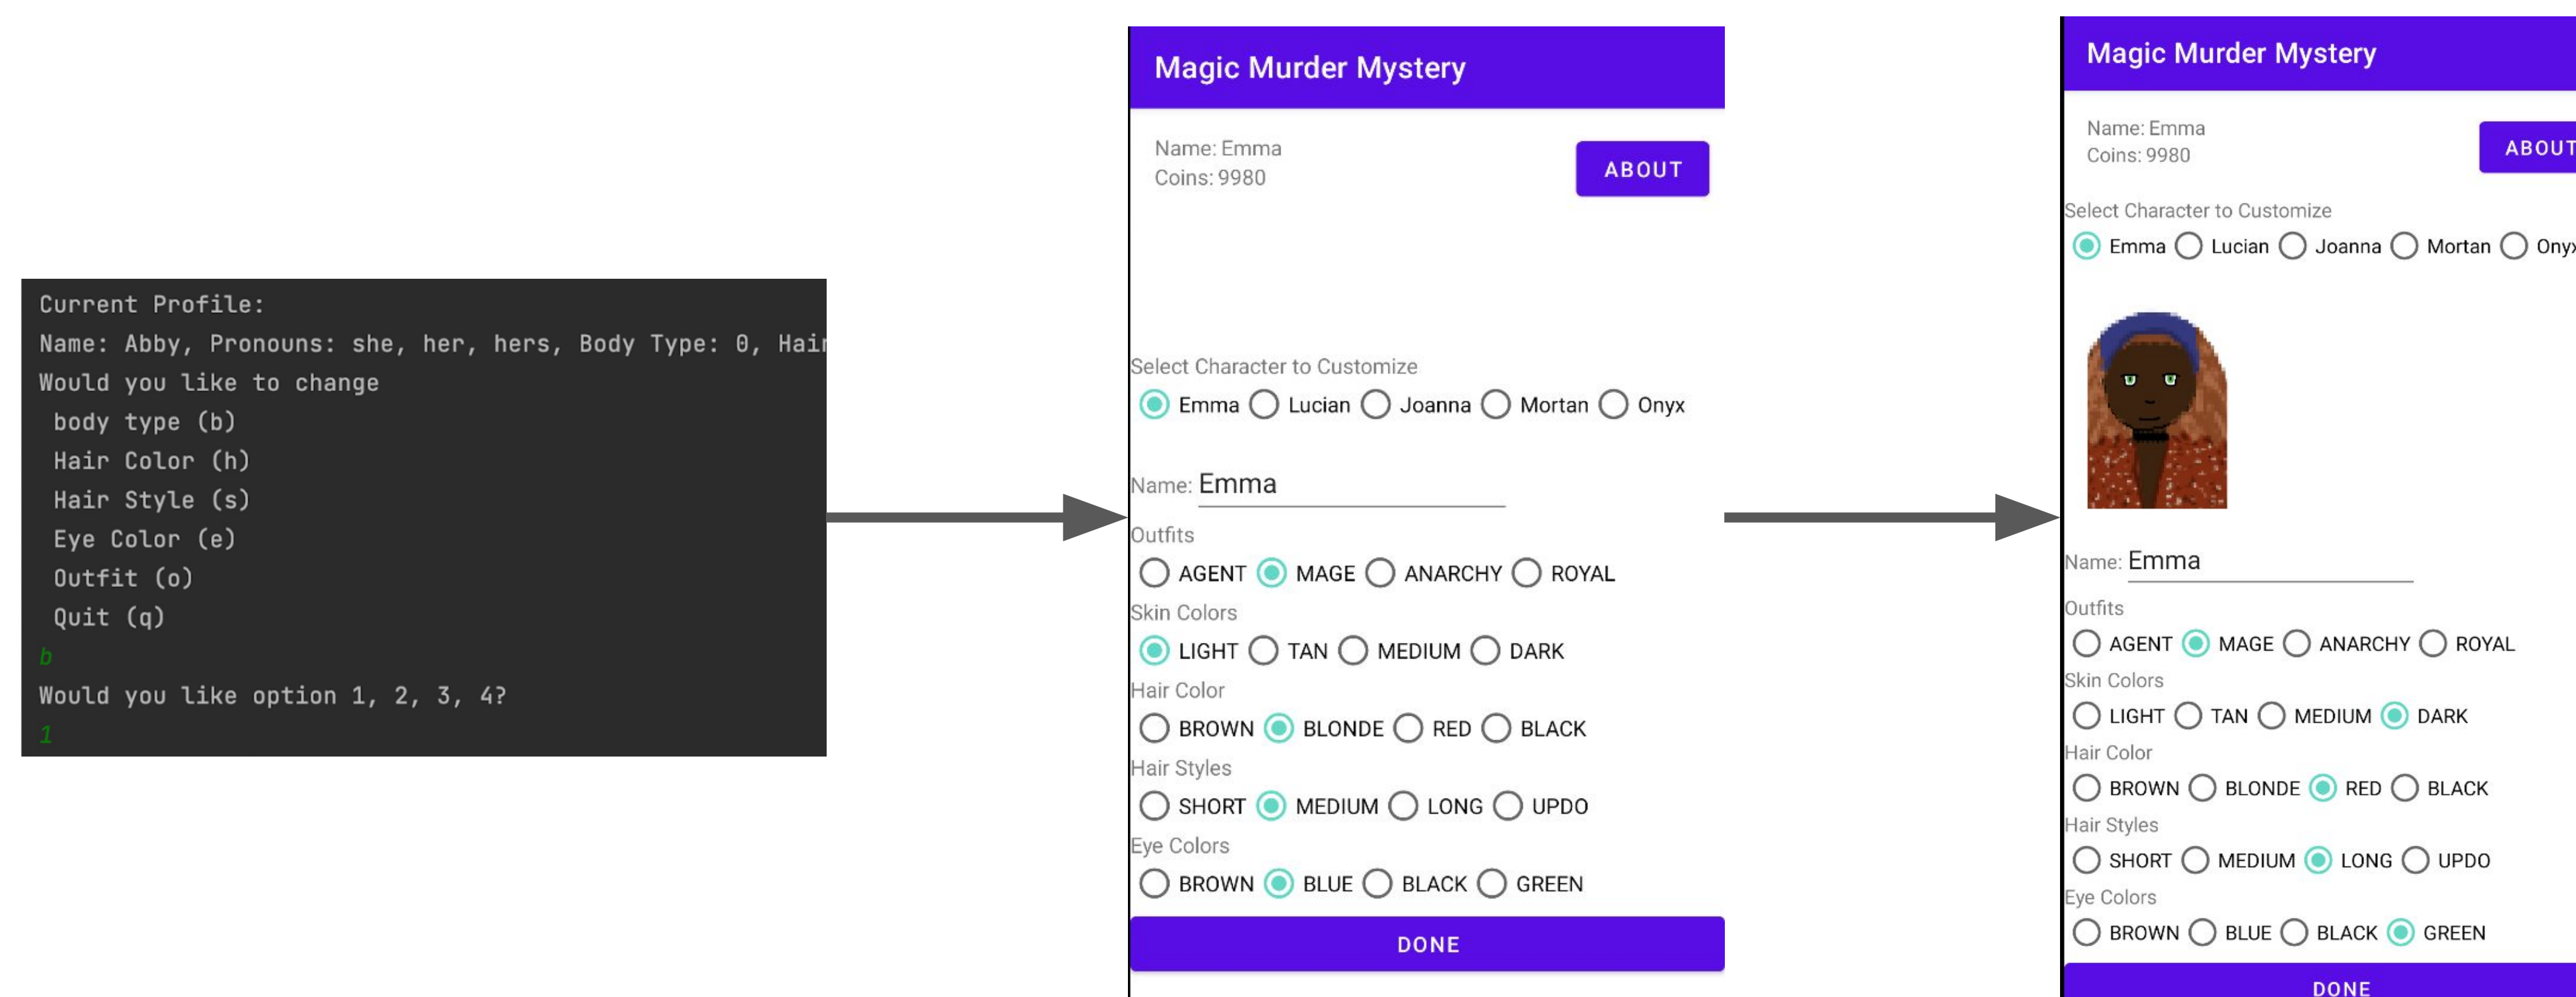 Current Profile:
Name: Abby, Pronouns: she, her, hers, Body Type: 0, Hair
Would you like to change
body type (b)
Hair Color (h)
Hair Style (s)
Eye Color (e)
Outfit (o)
Quit (q)
b
Would you like option 1, 2, 3, 4?
1
Magic Murder Mystery
Name: Emma
Coins: 9980
ABOUT
Select Character to Customize
Emma Lucian Joanna Mortan Onyx
Name: Emma
Outfits
AGENT MAGE ANARCHY ROYAL
Skin Colors
LIGHT TAN MEDIUM DARK
Hair Color
BROWN BLONDE RED BLACK
Hair Styles
SHORT MEDIUM LONG UPDO
Eye Colors
BROWN BLUE BLACK GREEN
DONE
Magic Murder Mystery
Name: Emma
Coins: 9980
ABOUT
Select Character to Customize
Emma Lucian Joanna Mortan Onyx
Name: Emma
Outfits
AGENT MAGE ANARCHY ROYAL
Skin Colors
LIGHT TAN MEDIUM DARK
Hair Color
BROWN BLONDE RED BLACK
Hair Styles
SHORT MEDIUM LONG UPDO
Eye Colors
BROWN BLUE BLACK GREEN
DONE